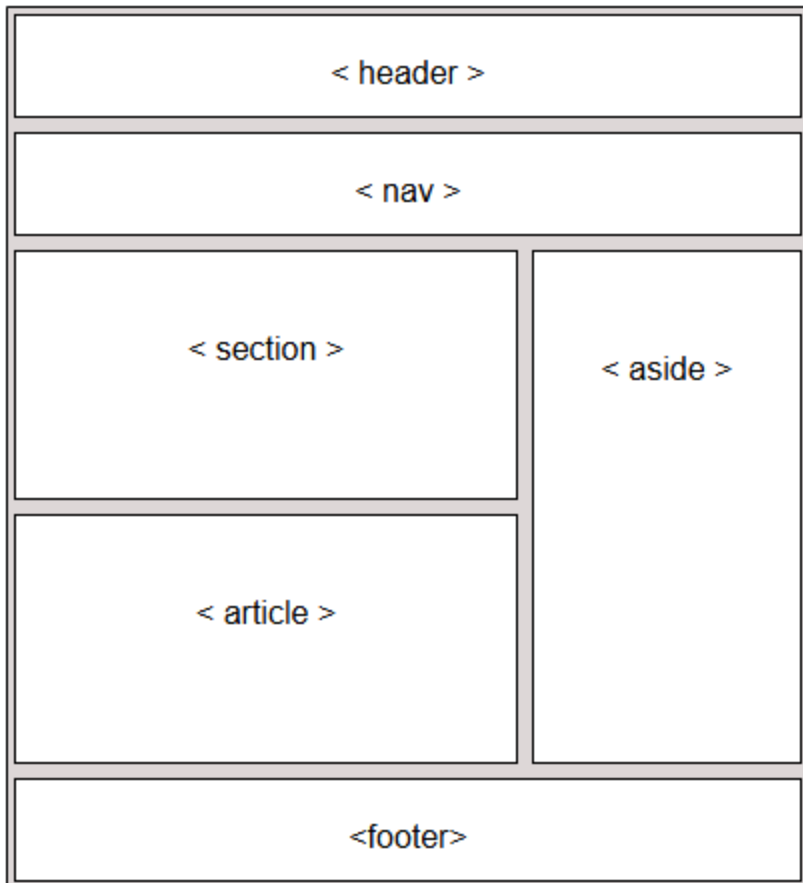 < header >
< nav >
< section >
< aside >
< article >
<footer>